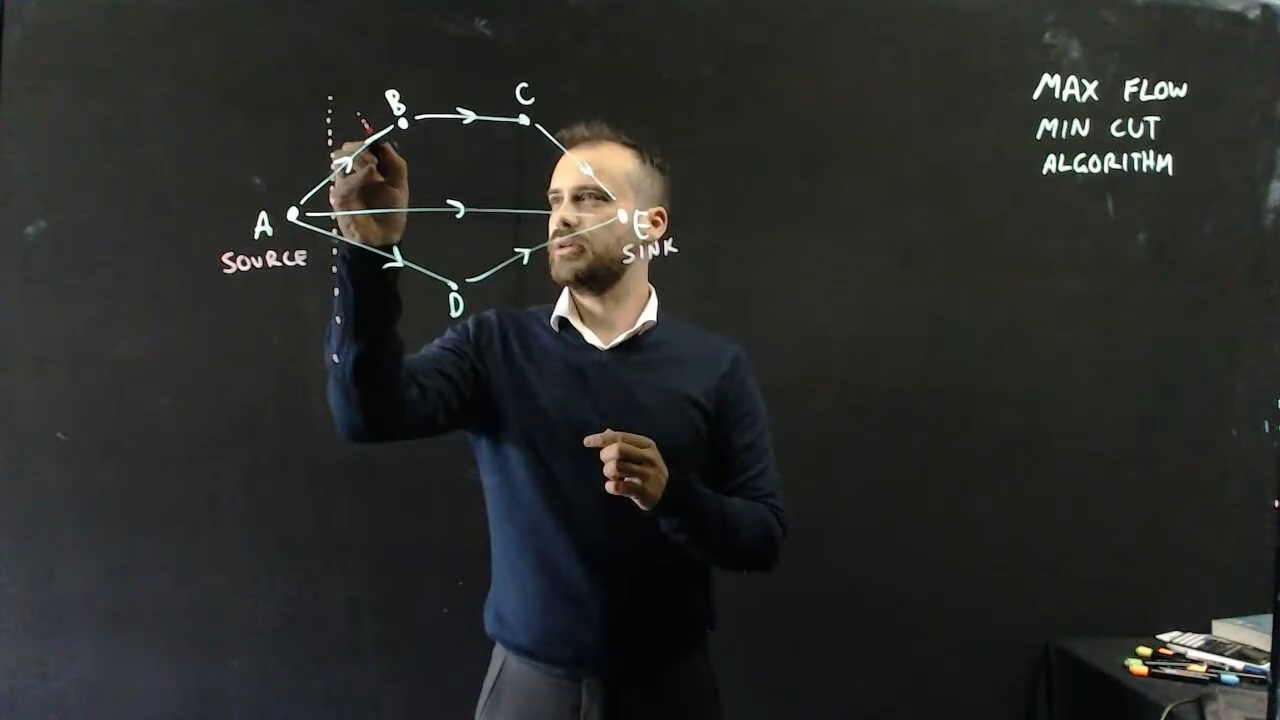 MAX FLOW
MIN CUT
ALGORITHM
B
C
A
E
SOURCE
SINK
D